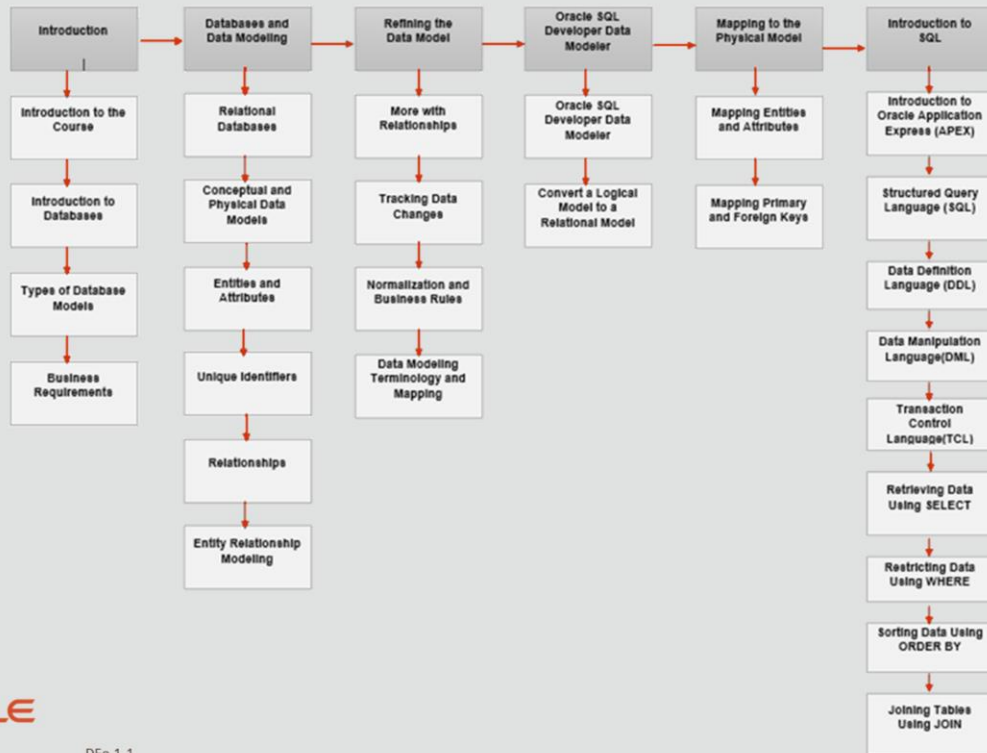 Introduction
Introduction to the
Course
Introduction to
Databases
Types of Database
Models
Business
Requirements
Databases and
Data Modeling
Relational
Databases
Conceptual and
Physical Data
Models
Entities and
Attributes
Unique Identifiers
Relationships
Entity Relationship
Modeling
Refining the
Data Model
More with
Relationships
Tracking Data
Changes
Normalization and
Business Rules
Data Modeling
Terminology and
Mapping
Oracle SQL
Developer Data
Modeler
Oracle SQL
Developer Data
Modeler
Convert a Logical
Model to a
Relational Model
Mapping to the
Physical Model
Mapping Entities
and Attributes
Mapping Primary
and Foreign Keys
Introduction to
SQL
Introduction to
Oracle Application
Express (APEX)
Structured Query
Language (SQL)
Data Definition
Language (DDL)
Data Manipulation
Language(DML)
Transaction
Control
Language(TCL)
Retrieving Data
Using SELECT
Restricting Data
Using WHERE
Sorting Data Using
ORDER BY
Joining Tables
Using JOIN
LE